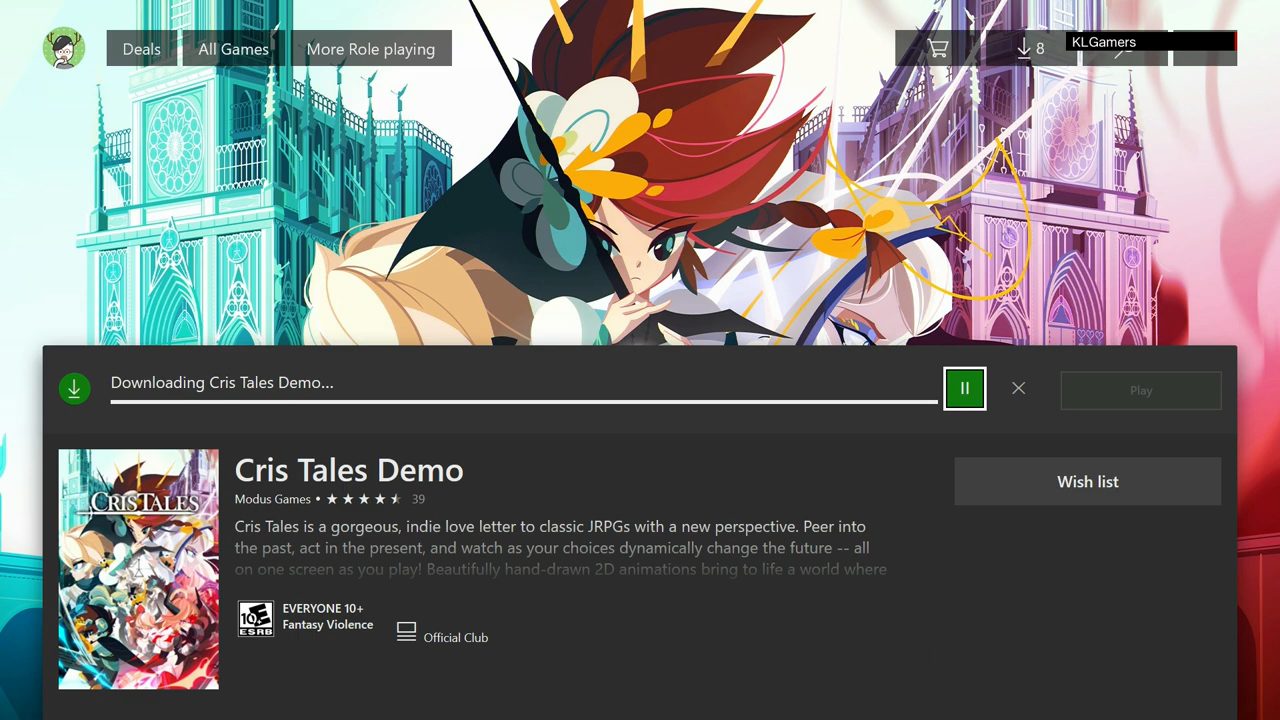 Deals
All Games
More Role playing
8
KLGamers
Downloading Cris Tales Demo...
Play
CRIS TALES
Cris Tales Demo
Modus Games • 39
Wish list
Cris Tales is a gorgeous, indie love letter to classic JRPGs with a new perspective. Peer into
the past, act in the present, and watch as your choices dynamically change the future -- all
on one screen as you play! Beautifully hand-drawn 2D animations bring to life a world where
EVERYONE 10+
Fantasy Violence
E 10+
ESRB
Official Club